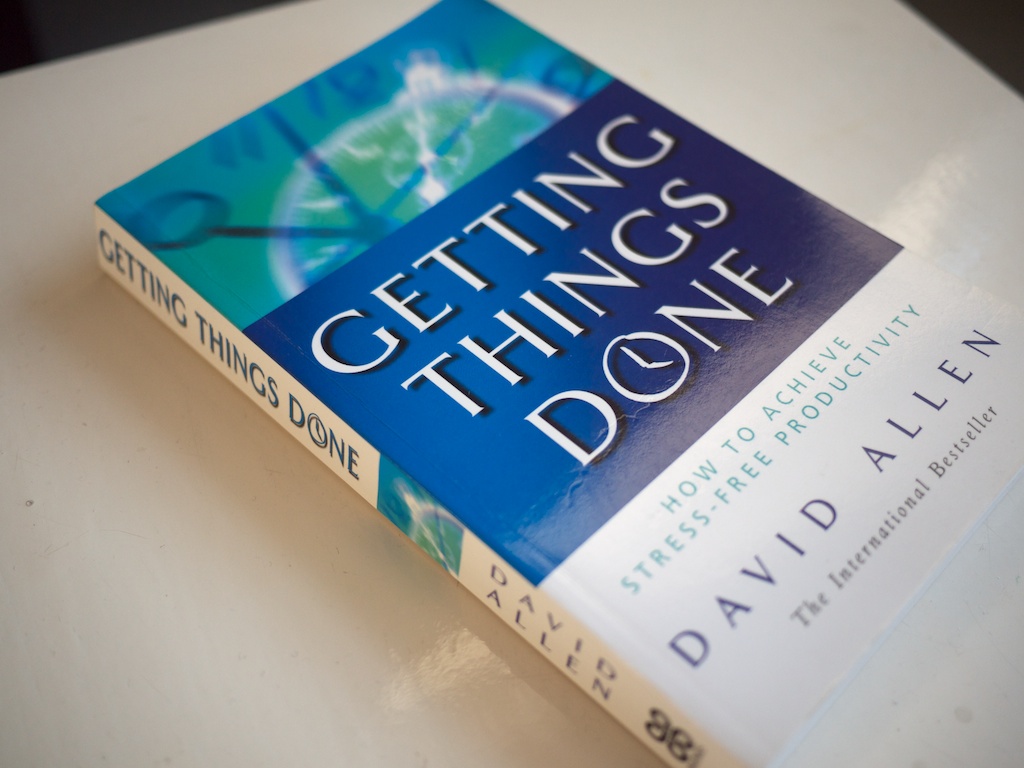 GETTING
THINGS
DONE
HOW TO ACHIEVE
STRESS-FREE PRODUCTIVITY
DAVID ALLEN
The International Bestseller
GETTING THINGS DONE
DAVID
ALLEN